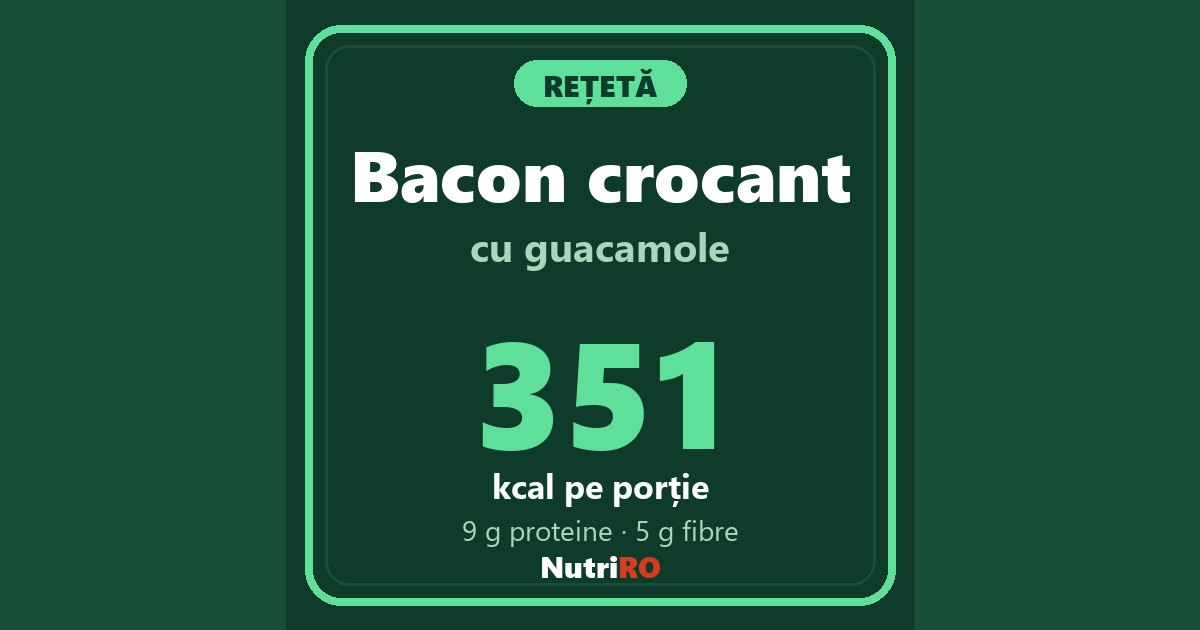 REȚETĂ
Bacon crocant
cu guacamole
351
kcal pe porție
9 g proteine · 5 g fibre
NutriRO